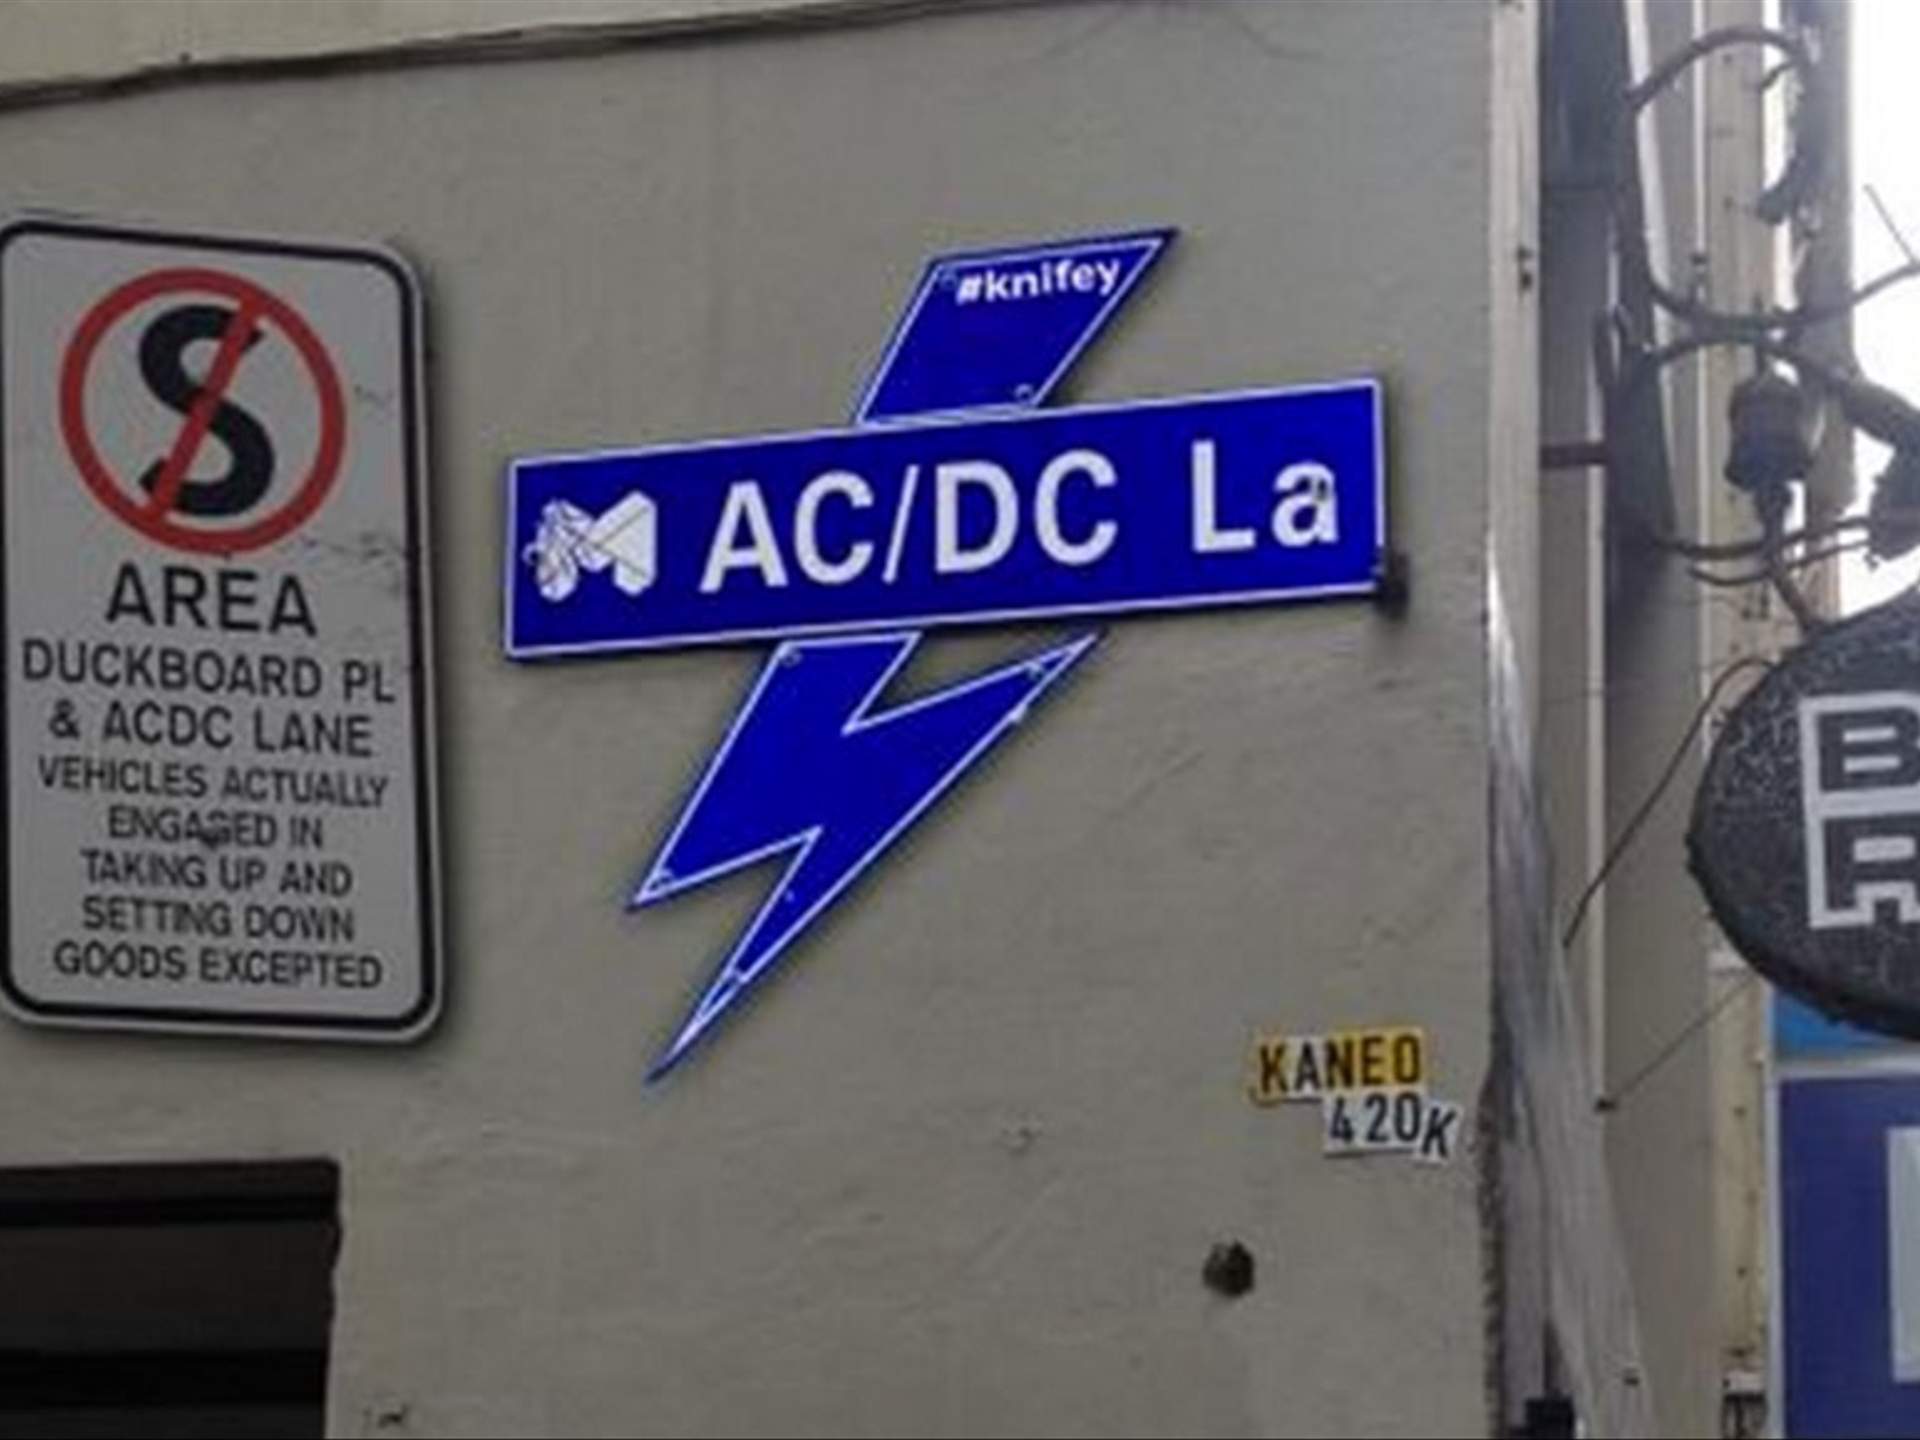 S
AREA
DUCKBOARD PL
& ACDC LANE
VEHICLES ACTUALLY
ENGAGED IN
TAKING UP AND
SETTING DOWN
GOODS EXCEPTED
#knifey
AC/DC La
KANEO
420K